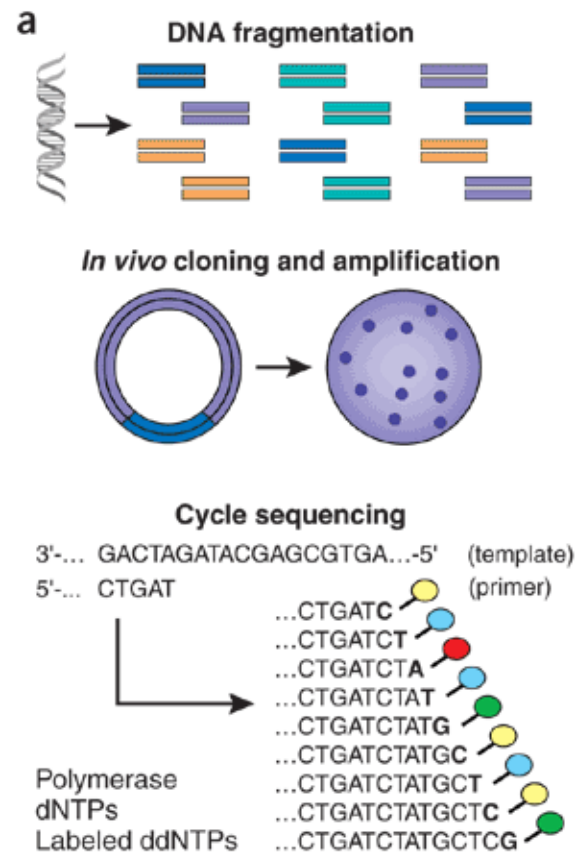 a
DNA fragmentation
In vivo cloning and amplification
Cycle sequencing
3'-... GACTAGATACGAGCGTGA...-5' (template)
5'-... CTGAT (primer)
...CTGATC
...CTGATCT
...CTGATCTA
...CTGATCTAT
...CTGATCTATG
...CTGATCTATGC
...CTGATCTATGCT
...CTGATCTATGCTC
...CTGATCTATGCTCG
Polymerase
dNTPs
Labeled ddNTPs